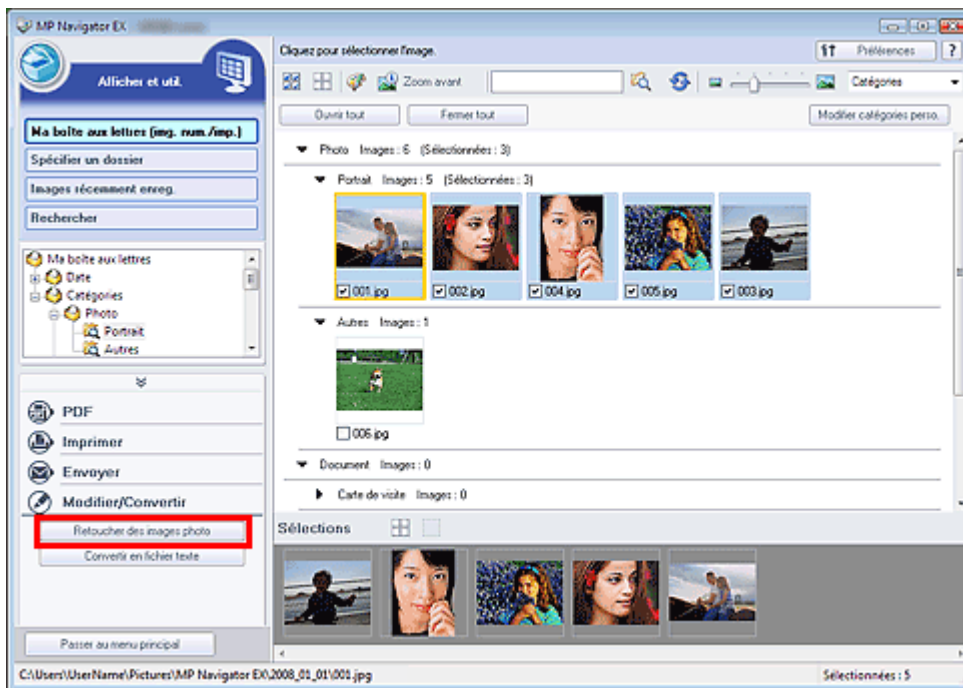 MP Navigator EX
Afficher et util.
Cliquez pour sélectionner l'image.
Préférences
?
Zoom avant
Catégories
Ouvrir tout
Fermer tout
Modifier catégories perso.
Ma boîte aux lettres (img. num./imp.)
Spécifier un dossier
Images récemment enreg.
Rechercher
Ma boîte aux lettres
Date
Catégories
Photo
Portrait
Autres
PDF
Imprimer
Envoyer
Modifier/Convertir
Retoucher des images photo
Convertir en fichier texte
Passer au menu principal
Photo Images : 6 (Sélectionnées : 3)
Portrait Images : 5 (Sélectionnées : 3)
001.jpg
002.jpg
004.jpg
005.jpg
003.jpg
Autres Images : 1
006.jpg
Document Images : 0
Carte de visite Images : 0
Sélections
C:\Users\UserName\Pictures\MP Navigator EX\2008_01_01\001.jpg
Sélectionnées : 5